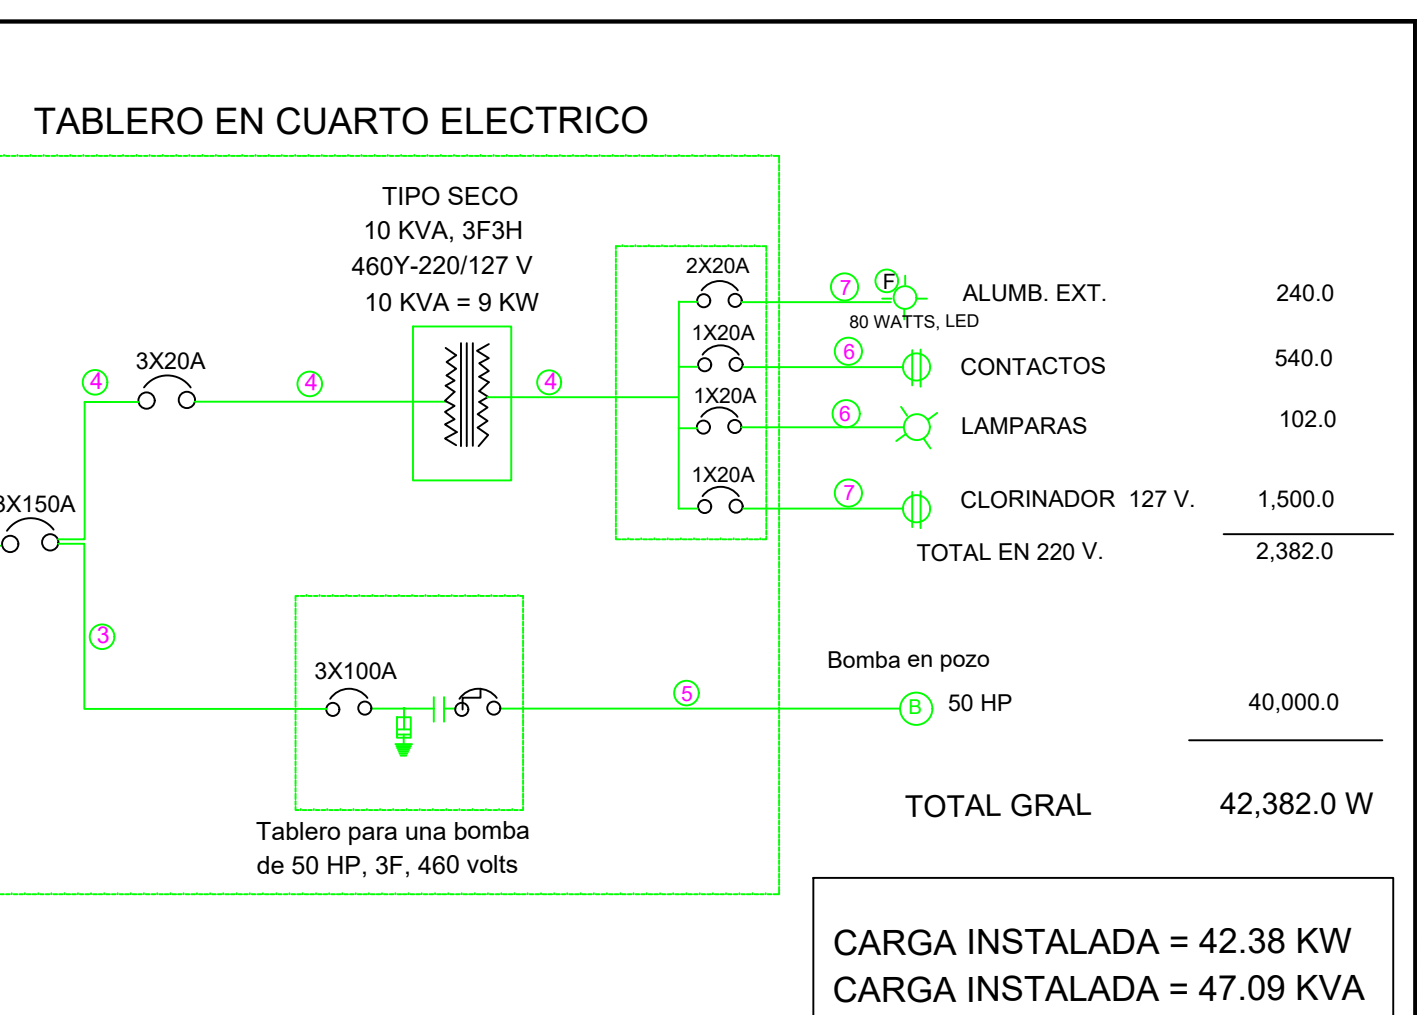 TABLERO EN CUARTO ELECTRICO
TIPO SECO
10 KVA, 3F3H
460Y-220/127 V
10 KVA = 9 KW
2X20A
7
F
ALUMB. EXT.
240.0
80 WATTS, LED
1X20A
6
CONTACTOS
540.0
3X20A
4
4
4
1X20A
6
LAMPARAS
102.0
1X20A
7
CLORINADOR 127 V.
1,500.0
3X150A
TOTAL EN 220 V.
2,382.0
3
Bomba en pozo
3X100A
5
B
50 HP
40,000.0
TOTAL GRAL
42,382.0 W
Tablero para una bomba
de 50 HP, 3F, 460 volts
CARGA INSTALADA = 42.38 KW
CARGA INSTALADA = 47.09 KVA